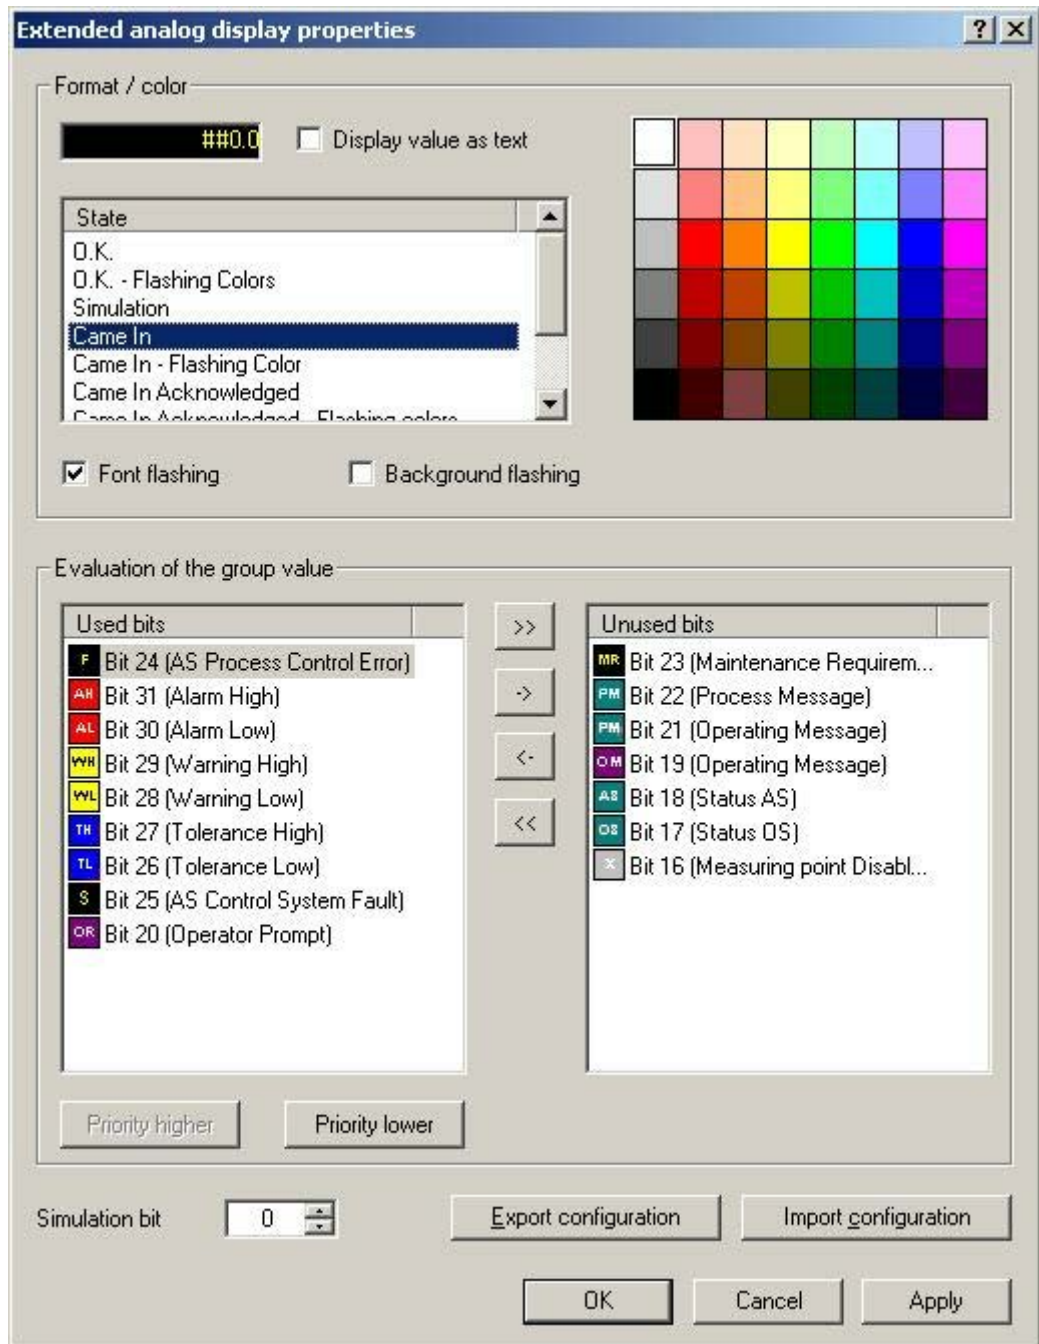 Extended analog display properties
Format / color
##0.0
Display value as text
State
O.K.
O.K. - Flashing Colors
Simulation
Came In
Came In - Flashing Color
Came In Acknowledged
Came In Acknowledged - Flashing colors
Font flashing
Background flashing
Evaluation of the group value
Used bits
F Bit 24 (AS Process Control Error)
AH Bit 31 (Alarm High)
AL Bit 30 (Alarm Low)
WH Bit 29 (Warning High)
WL Bit 28 (Warning Low)
TH Bit 27 (Tolerance High)
TL Bit 26 (Tolerance Low)
S Bit 25 (AS Control System Fault)
OR Bit 20 (Operator Prompt)
>>
->
<-
<<
Unused bits
MR Bit 23 (Maintenance Requirem...
PM Bit 22 (Process Message)
PM Bit 21 (Operating Message)
OM Bit 19 (Operating Message)
AS Bit 18 (Status AS)
OS Bit 17 (Status OS)
X Bit 16 (Measuring point Disabl...
Priority higher
Priority lower
Simulation bit
0
Export configuration
Import configuration
OK
Cancel
Apply